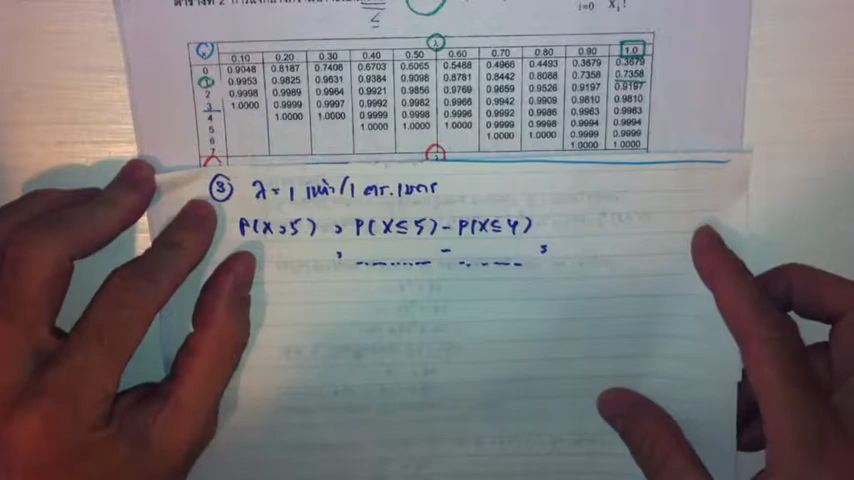 i=0 Xi!
λ
0.10 0.20 0.30 0.40 0.50 0.60 0.70 0.80 0.90 1.0
0 0.9048 0.8187 0.7408 0.6703 0.6065 0.5488 0.4966 0.4493 0.3679 0.3679
1 0.9953 0.9825 0.9631 0.9384 0.9098 0.8781 0.8442 0.8088 0.7358 0.7358
2 0.9998 0.9989 0.9964 0.9921 0.9856 0.9769 0.9659 0.9526 0.9197 0.9197
3 1.0000 0.9999 0.9997 0.9992 0.9982 0.9966 0.9942 0.9909 0.9810 0.9810
4 1.0000 1.0000 0.9999 0.9998 0.9996 0.9992 0.9986 0.9963 0.9963
5 1.0000 1.0000 1.0000 0.9999 0.9998 0.9994 0.9994
6 1.0000 1.0000 0.9999 0.9999
7 1.0000 1.0000
③ λ = 1 /1 ตร.เมตร
P(X=5) = P(X≤5) - P(X≤4)
= ........ - ........ =